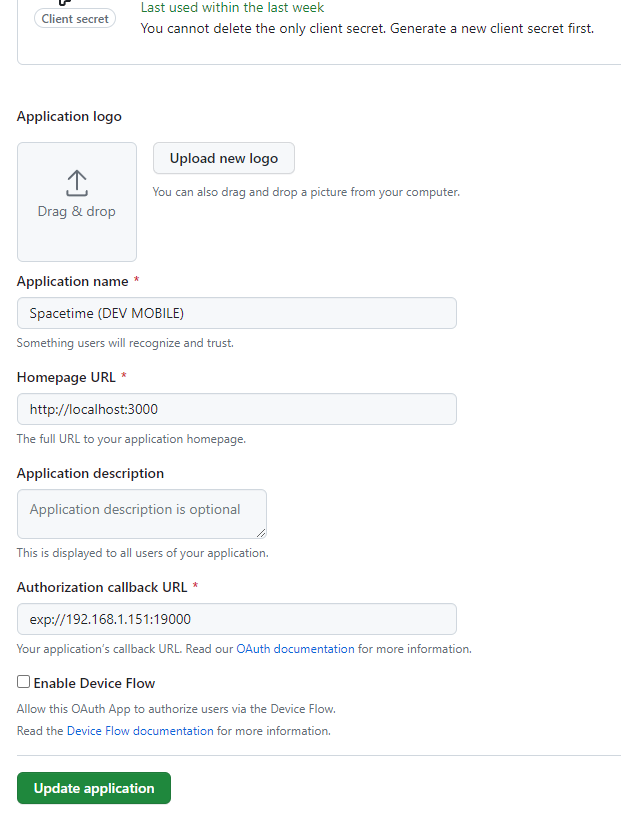 Client secret
Last used within the last week
You cannot delete the only client secret. Generate a new client secret first.
Application logo
Drag & drop
Upload new logo
You can also drag and drop a picture from your computer.
Application name *
Spacetime (DEV MOBILE)
Something users will recognize and trust.
Homepage URL *
http://localhost:3000
The full URL to your application homepage.
Application description
Application description is optional
This is displayed to all users of your application.
Authorization callback URL *
exp://192.168.1.151:19000
Your application's callback URL. Read our OAuth documentation for more information.
Enable Device Flow
Allow this OAuth App to authorize users via the Device Flow.
Read the Device Flow documentation for more information.
Update application